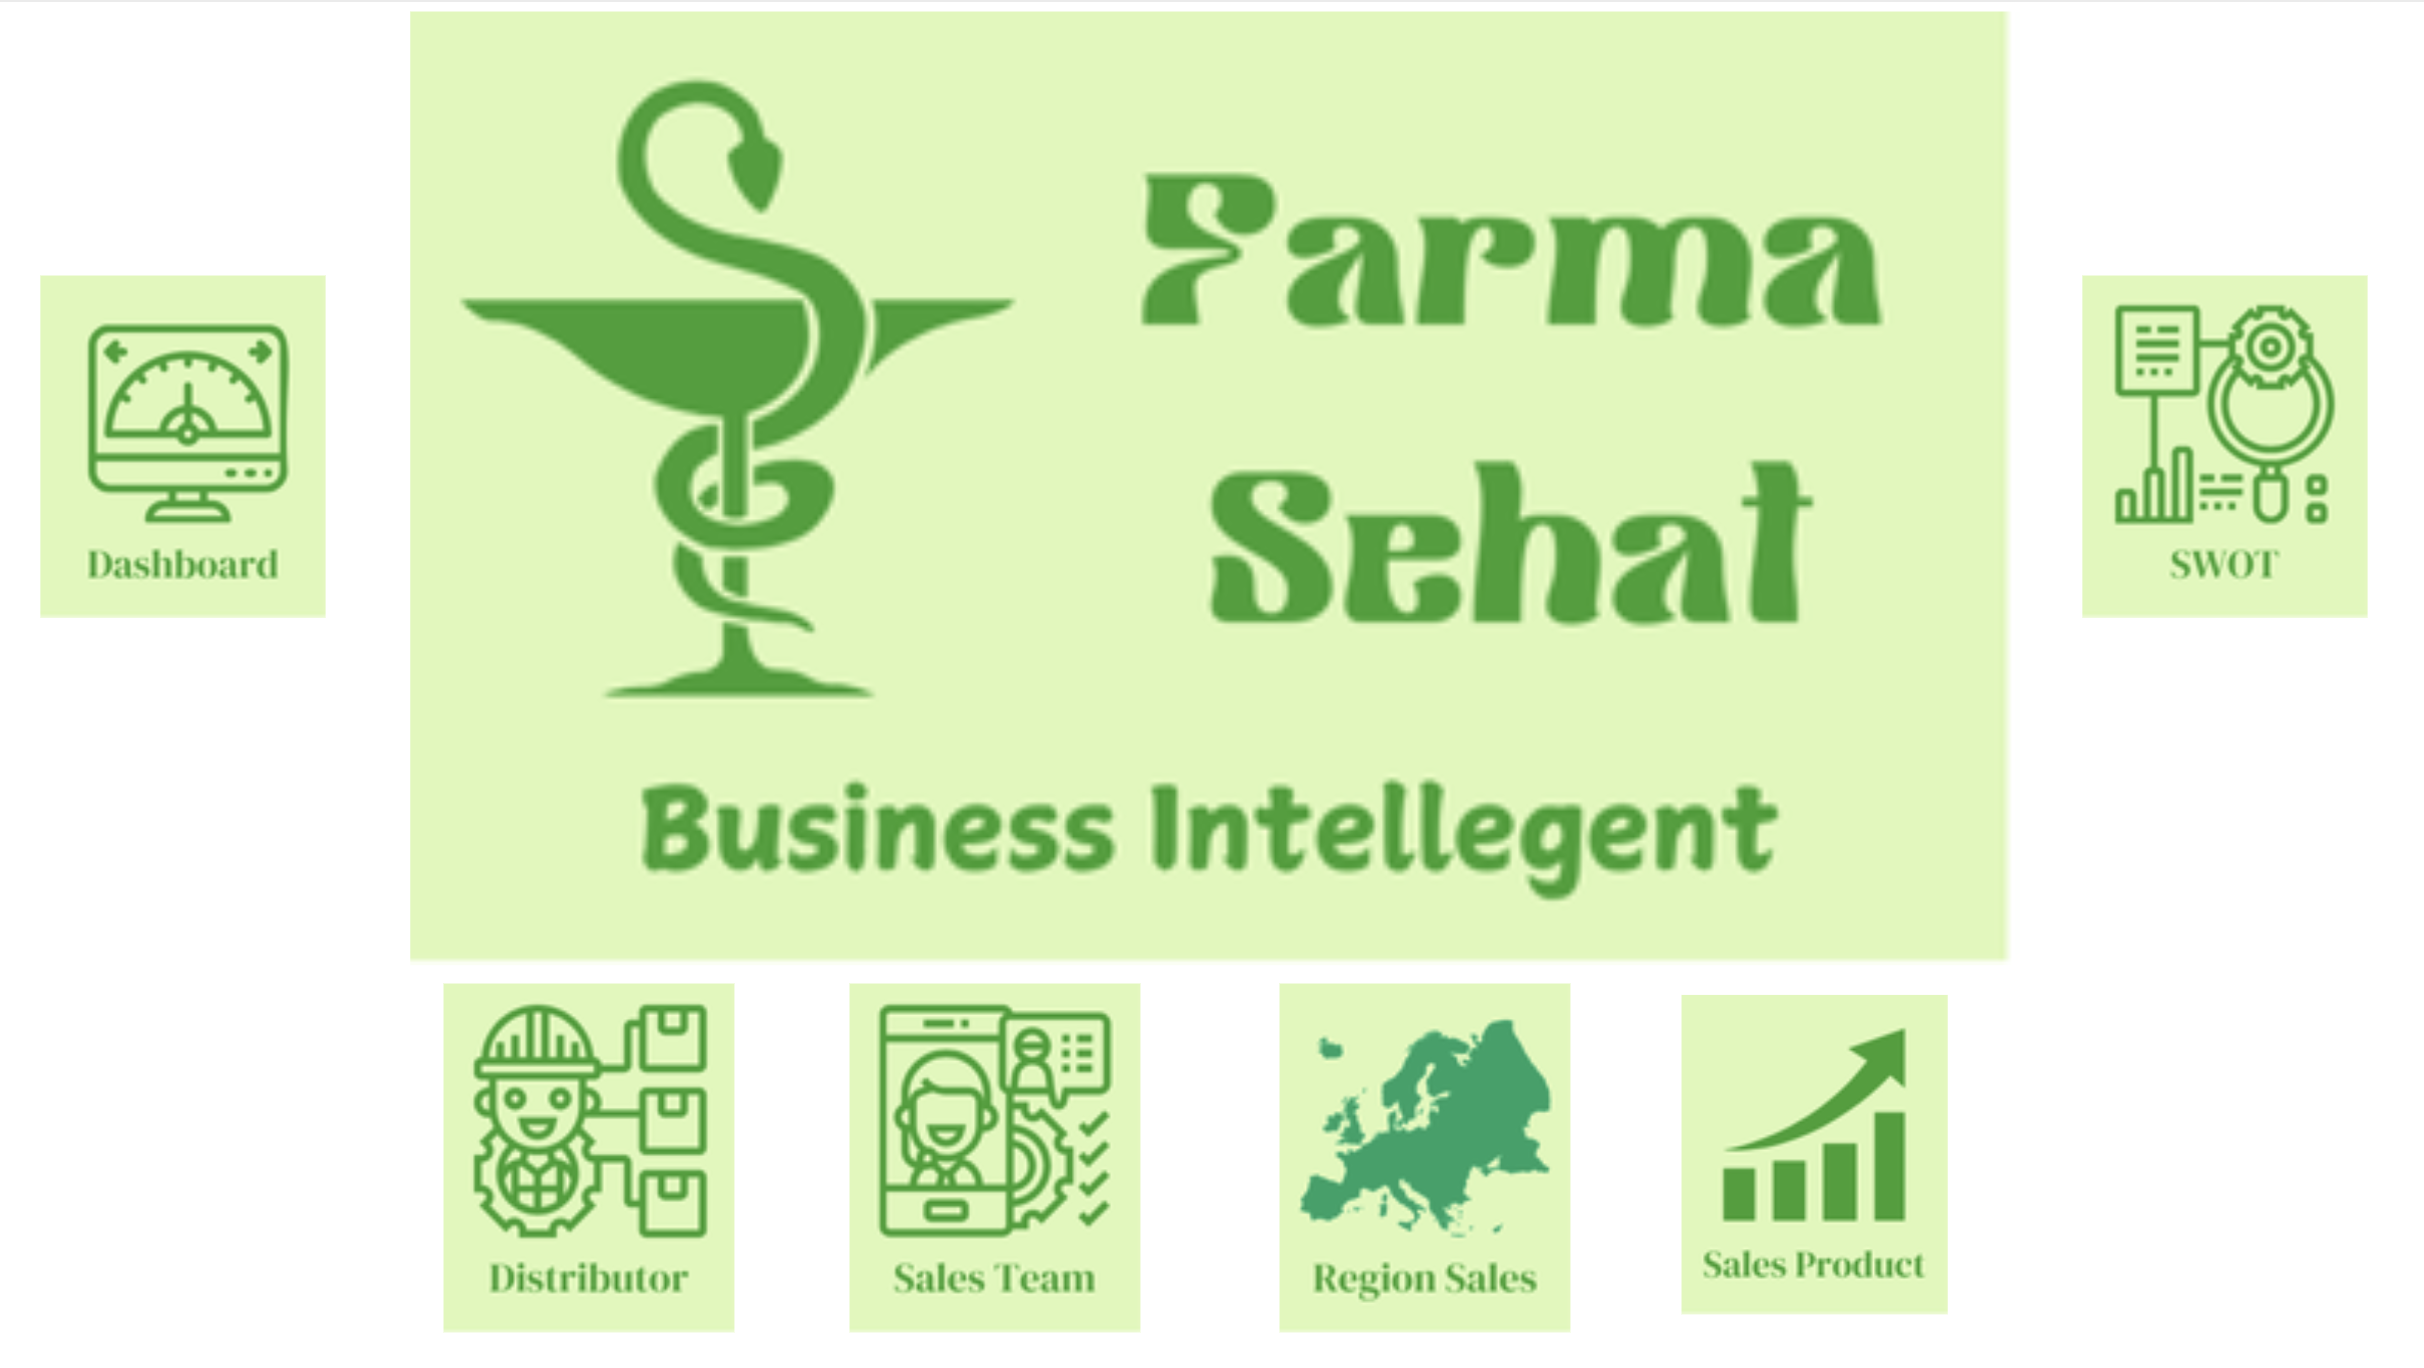 Farma
Sehat
Business Intellegent
Dashboard
SWOT
Distributor
Sales Team
Region Sales
Sales Product